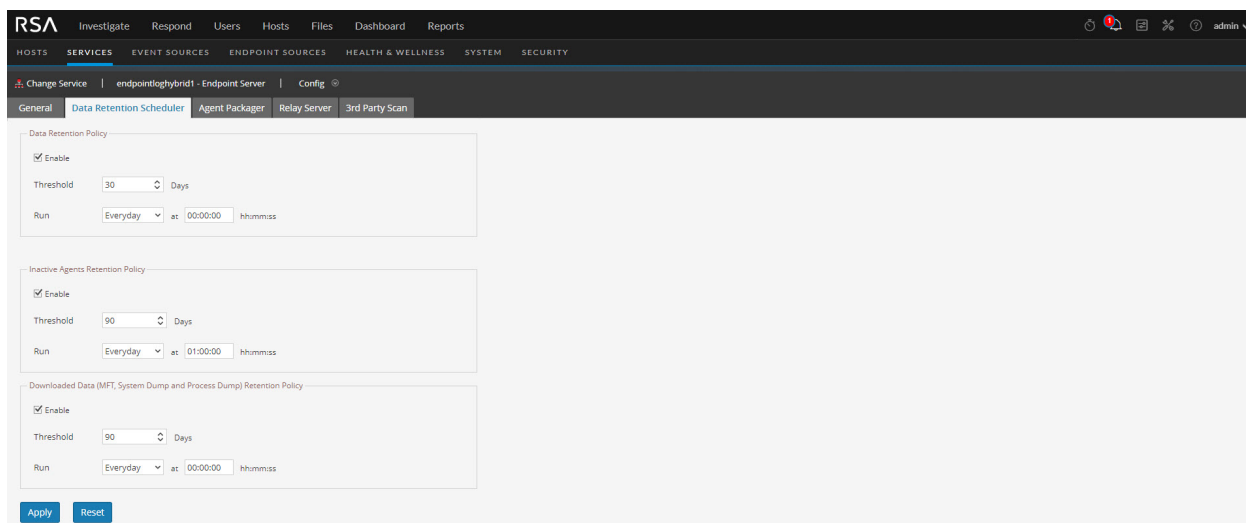 RSA Investigate Respond Users Hosts Files Dashboard Reports 1 admin
HOSTS SERVICES EVENT SOURCES ENDPOINT SOURCES HEALTH & WELLNESS SYSTEM SECURITY
Change Service | endpointloghybrid1 - Endpoint Server | Config
General Data Retention Scheduler Agent Packager Relay Server 3rd Party Scan
Data Retention Policy
Enable
Threshold 30 Days
Run Everyday at 00:00:00 hh:mm:ss
Inactive Agents Retention Policy
Enable
Threshold 90 Days
Run Everyday at 01:00:00 hh:mm:ss
Downloaded Data (MFT, System Dump and Process Dump) Retention Policy
Enable
Threshold 90 Days
Run Everyday at 00:00:00 hh:mm:ss
Apply Reset